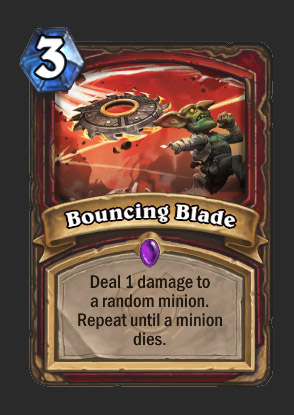 3
Bouncing Blade
Deal 1 damage to
a random minion.
Repeat until a minion
dies.